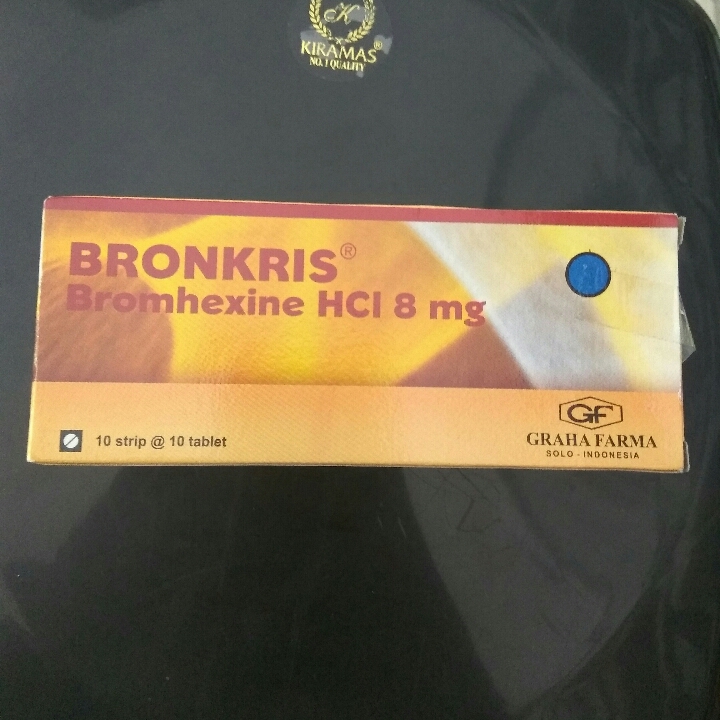 K
KIRAMAS®
NO. 1 QUALITY
BRONKRIS®
Bromhexine HCl 8 mg
10 strip @ 10 tablet
GF
GRAHA FARMA
SOLO - INDONESIA